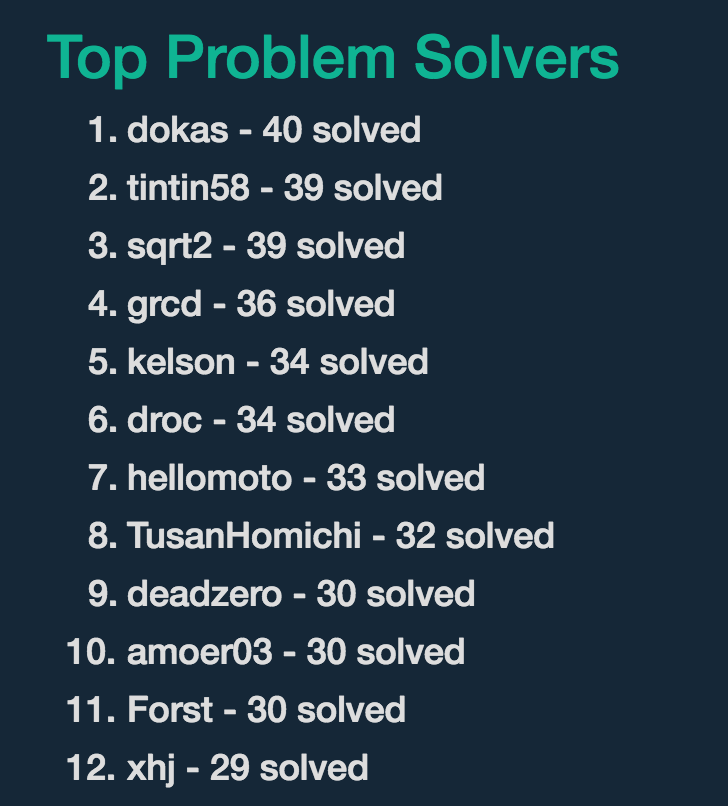 Top Problem Solvers
1. dokas - 40 solved
2. tintin58 - 39 solved
3. sqrt2 - 39 solved
4. grcd - 36 solved
5. kelson - 34 solved
6. droc - 34 solved
7. hellomoto - 33 solved
8. TusanHomichi - 32 solved
9. deadzero - 30 solved
10. amoer03 - 30 solved
11. Forst - 30 solved
12. xhj - 29 solved